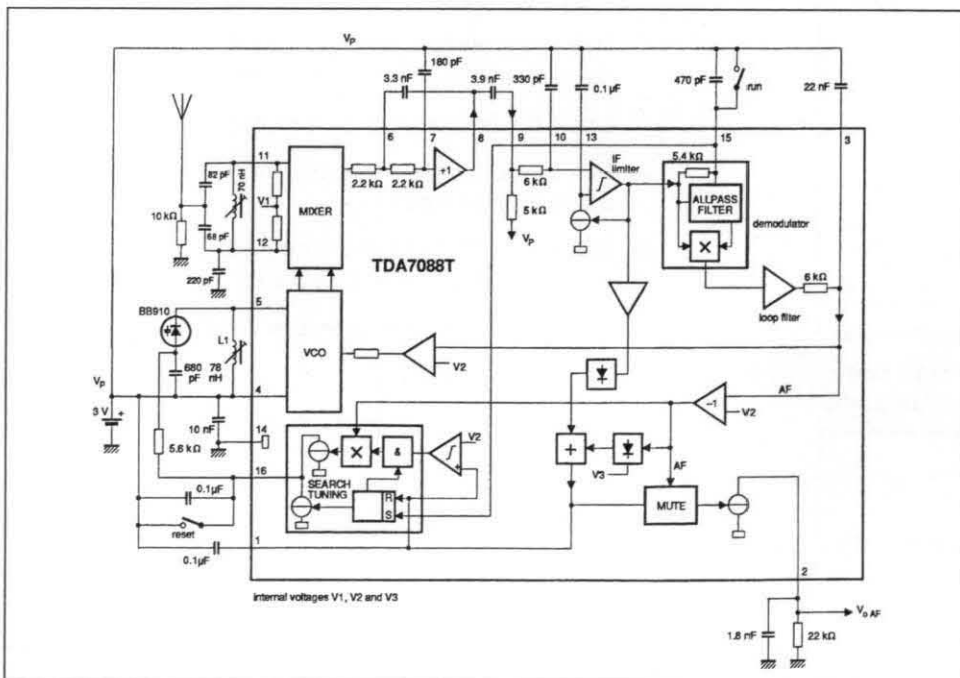 Vp
180 pF
3.3 nF
3.9 nF
330 pF
0.1 µF
470 pF
run
22 nF
6
7
8
9
10
13
15
3
11
82 pF
70 nH
V1
10 kΩ
68 pF
12
220 pF
MIXER
2.2 kΩ
2.2 kΩ
+1
6 kΩ
5 kΩ
Vp
IF
limiter
5.4 kΩ
ALLPASS
FILTER
demodulator
TDA7088T
loop filter
6 kΩ
BB910
5
L1
680
pF
78
nH
VCO
V2
Vp
4
3 V
+
10 nF
14
5.6 kΩ
16
AF
−1
V2
SEARCH
TUNING
&
V2
+
R
S
V3
AF
MUTE
0.1µF
reset
0.1µF
1
2
internal voltages V1, V2 and V3
1.8 nF
22 kΩ
Vo AF